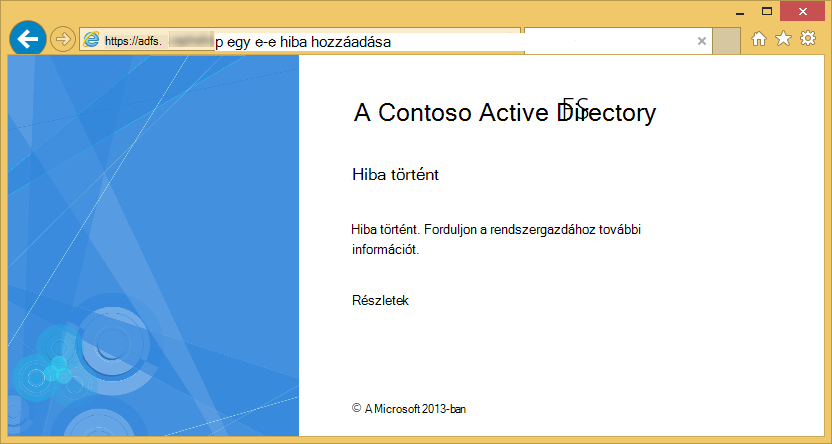 https://adfs. p egy e-e hiba hozzáadása
A Contoso Active Directory
FS
Hiba történt
Hiba történt. Forduljon a rendszergazdához további
információt.
Részletek
© A Microsoft 2013-ban